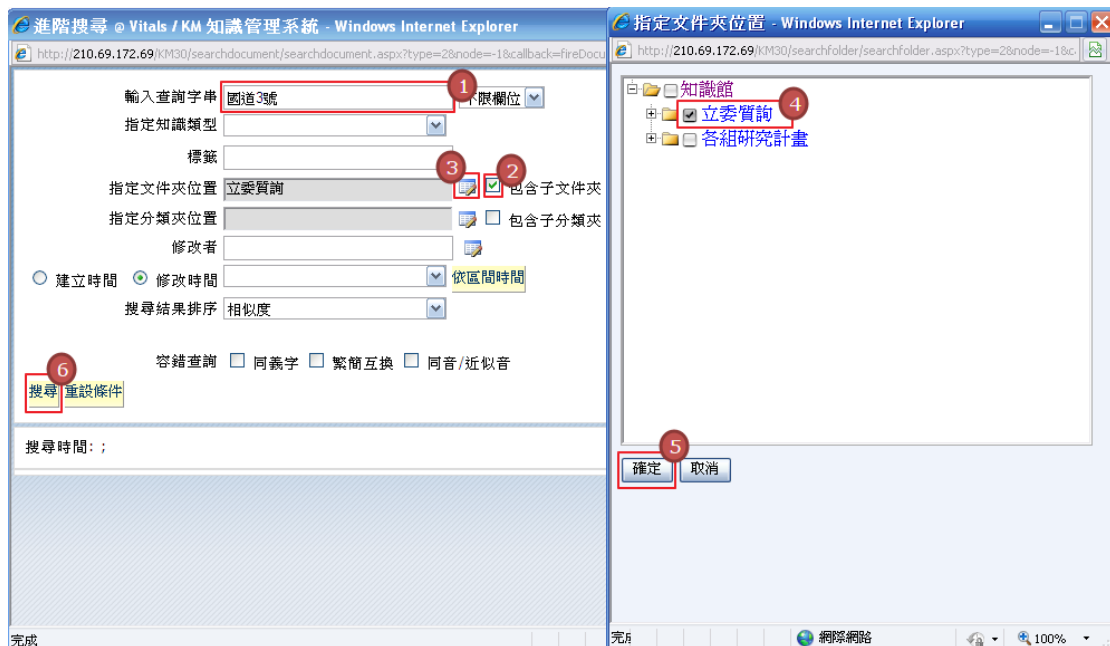 進階搜尋 @ Vitals / KM 知識管理系統 - Windows Internet Explorer
http://210.69.172.69/KM30/searchdocument/searchdocument.aspx?type=2&node=-1&callback=fireDocu
輸入查詢字串 國道3號 不限欄位
1
指定知識類型
標籤
3 2
指定文件夾位置 立委質詢 包含子文件夾
指定分類夾位置 包含子分類夾
修改者
建立時間 修改時間 依區間時間
搜尋結果排序 相似度
容錯查詢 同義字 繁簡互換 同音/近似音
6
搜尋 重設條件
搜尋時間: ;
完成
指定文件夾位置 - Windows Internet Explorer
http://210.69.172.69/KM30/searchfolder/searchfolder.aspx?type=2&node=-1&c
知識館
立委質詢 4
各組研究計畫
5
確定 取消
網際網路 100%